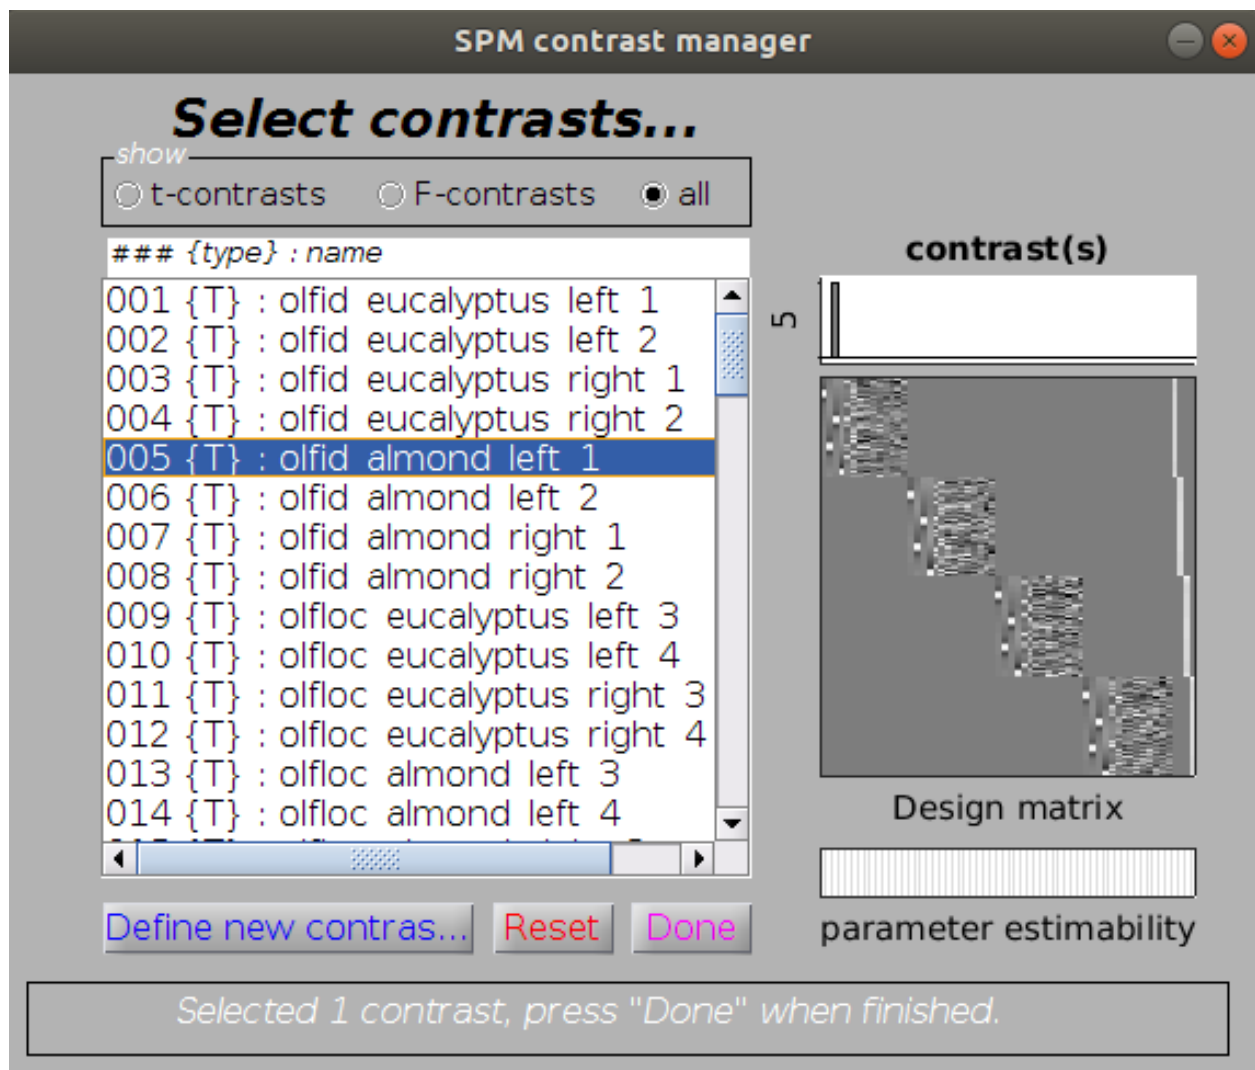 SPM contrast manager
Select contrasts...
show
t-contrasts F-contrasts all
### {type} : name
001 {T} : olfid eucalyptus left 1
002 {T} : olfid eucalyptus left 2
003 {T} : olfid eucalyptus right 1
004 {T} : olfid eucalyptus right 2
005 {T} : olfid almond left 1
006 {T} : olfid almond left 2
007 {T} : olfid almond right 1
008 {T} : olfid almond right 2
009 {T} : olfloc eucalyptus left 3
010 {T} : olfloc eucalyptus left 4
011 {T} : olfloc eucalyptus right 3
012 {T} : olfloc eucalyptus right 4
013 {T} : olfloc almond left 3
014 {T} : olfloc almond left 4
contrast(s)
5
Design matrix
parameter estimability
Define new contras... Reset Done
Selected 1 contrast, press "Done" when finished.